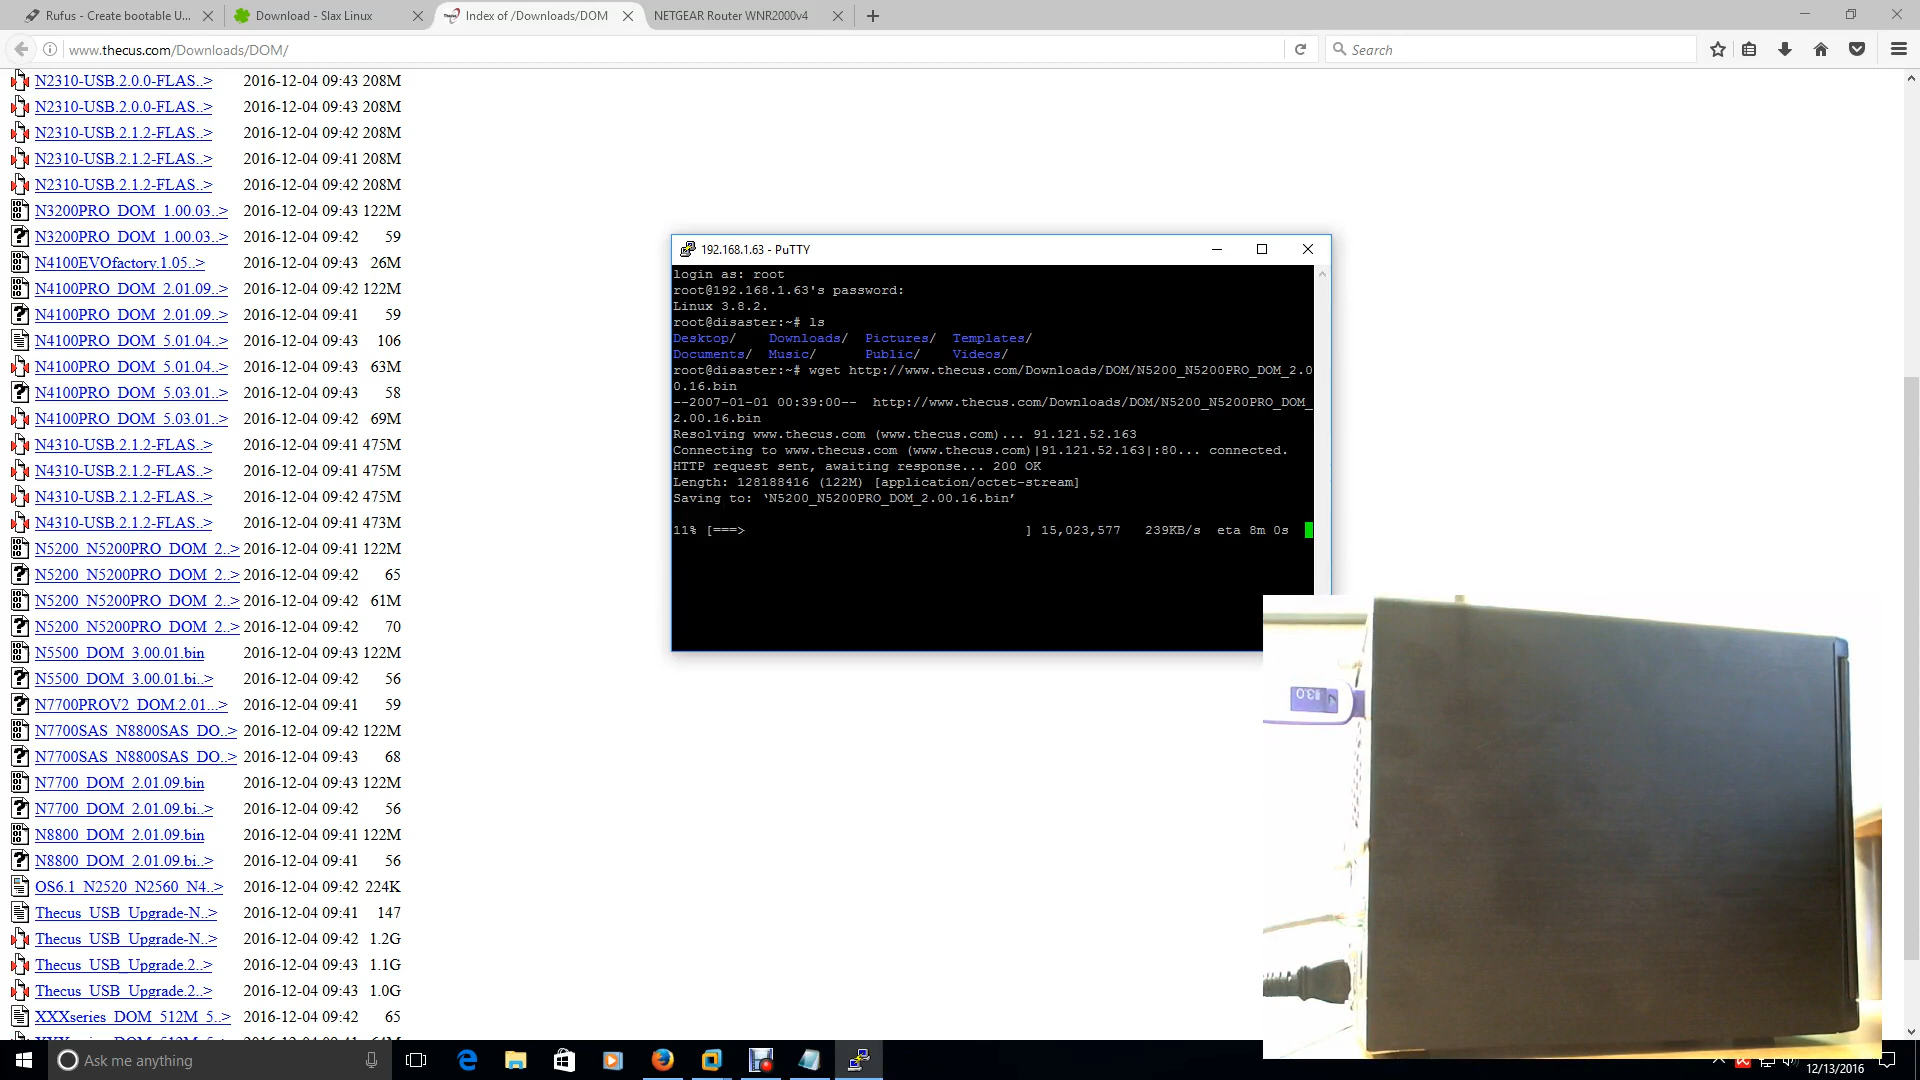 Rufus - Create bootable U...
Download - Slax Linux
Index of /Downloads/DOM
NETGEAR Router WNR2000v4
www.thecus.com/Downloads/DOM/
Search
N2310-USB.2.0.0-FLAS..> 2016-12-04 09:43 208M
N2310-USB.2.0.0-FLAS..> 2016-12-04 09:43 208M
N2310-USB.2.1.2-FLAS..> 2016-12-04 09:42 208M
N2310-USB.2.1.2-FLAS..> 2016-12-04 09:41 208M
N2310-USB.2.1.2-FLAS..> 2016-12-04 09:42 208M
N3200PRO_DOM_1.00.03..> 2016-12-04 09:43 122M
N3200PRO_DOM_1.00.03..> 2016-12-04 09:42 59
N4100EVOfactory.1.05..> 2016-12-04 09:43 26M
N4100PRO_DOM_2.01.09..> 2016-12-04 09:42 122M
N4100PRO_DOM_2.01.09..> 2016-12-04 09:41 59
N4100PRO_DOM_5.01.04..> 2016-12-04 09:43 106
N4100PRO_DOM_5.01.04..> 2016-12-04 09:43 63M
N4100PRO_DOM_5.03.01..> 2016-12-04 09:43 58
N4100PRO_DOM_5.03.01..> 2016-12-04 09:42 69M
N4310-USB.2.1.2-FLAS..> 2016-12-04 09:41 475M
N4310-USB.2.1.2-FLAS..> 2016-12-04 09:41 475M
N4310-USB.2.1.2-FLAS..> 2016-12-04 09:42 475M
N4310-USB.2.1.2-FLAS..> 2016-12-04 09:41 473M
N5200_N5200PRO_DOM_2..> 2016-12-04 09:41 122M
N5200_N5200PRO_DOM_2..> 2016-12-04 09:42 65
N5200_N5200PRO_DOM_2..> 2016-12-04 09:42 61M
N5200_N5200PRO_DOM_2..> 2016-12-04 09:42 70
N5500_DOM_3.00.01.bin 2016-12-04 09:43 122M
N5500_DOM_3.00.01.bi..> 2016-12-04 09:42 56
N7700PROV2_DOM.2.01...> 2016-12-04 09:41 59
N7700SAS_N8800SAS_DO..> 2016-12-04 09:42 122M
N7700SAS_N8800SAS_DO..> 2016-12-04 09:43 68
N7700_DOM_2.01.09.bin 2016-12-04 09:43 122M
N7700_DOM_2.01.09.bi..> 2016-12-04 09:42 56
N8800_DOM_2.01.09.bin 2016-12-04 09:41 122M
N8800_DOM_2.01.09.bi..> 2016-12-04 09:41 56
OS6.1_N2520_N2560_N4..> 2016-12-04 09:42 224K
Thecus_USB_Upgrade-N..> 2016-12-04 09:41 147
Thecus_USB_Upgrade-N..> 2016-12-04 09:42 1.2G
Thecus_USB_Upgrade.2..> 2016-12-04 09:43 1.1G
Thecus_USB_Upgrade.2..> 2016-12-04 09:43 1.0G
XXXseries_DOM_512M_5..> 2016-12-04 09:42 65
192.168.1.63 - PuTTY
login as: root
root@192.168.1.63's password:
Linux 3.8.2.
root@disaster:~# ls
Desktop/ Downloads/ Pictures/ Templates/
Documents/ Music/ Public/ Videos/
root@disaster:~# wget http://www.thecus.com/Downloads/DOM/N5200_N5200PRO_DOM_2.0
0.16.bin
--2007-01-01 00:39:00-- http://www.thecus.com/Downloads/DOM/N5200_N5200PRO_DOM_
2.00.16.bin
Resolving www.thecus.com (www.thecus.com)... 91.121.52.163
Connecting to www.thecus.com (www.thecus.com)|91.121.52.163|:80... connected.
HTTP request sent, awaiting response... 200 OK
Length: 128188416 (122M) [application/octet-stream]
Saving to: ‘N5200_N5200PRO_DOM_2.00.16.bin’
11% [===> ] 15,023,577 239KB/s eta 8m 0s
Ask me anything
12/13/2016